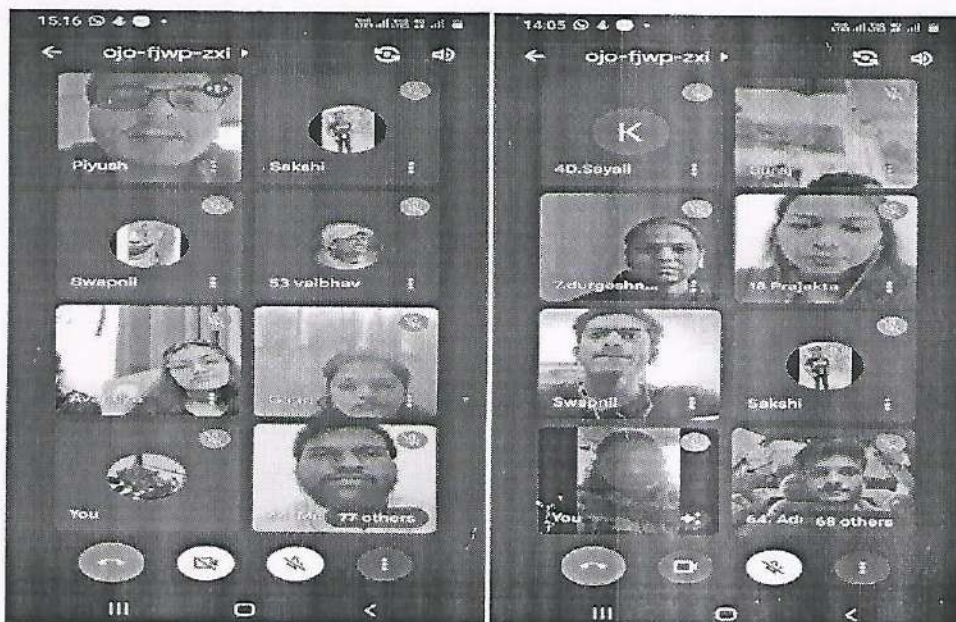 15.16
ojo-fjwp-zxi
Piyush
Sakshi
Swapnil
53 vaibhav
You
77 others
14:05
ojo-fjwp-zxi
K
4D.Sayali
7.durgeshn...
18 Prajakta
Swapnil
Sakshi
You
64. Adi
68 others